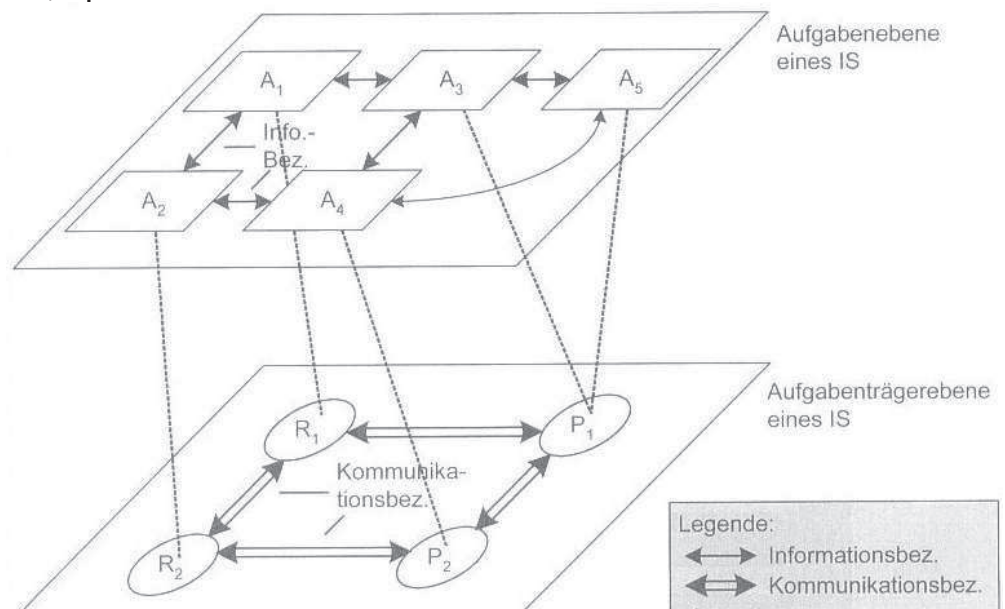 Aufgabenebene
eines IS
A1
A3
A5
Info.-
Bez.
A2
A4
Aufgabenträgerebene
eines IS
R1
P1
Kommunika-
tionsbez.
R2
P2
Legende:
Informationsbez.
Kommunikationsbez.